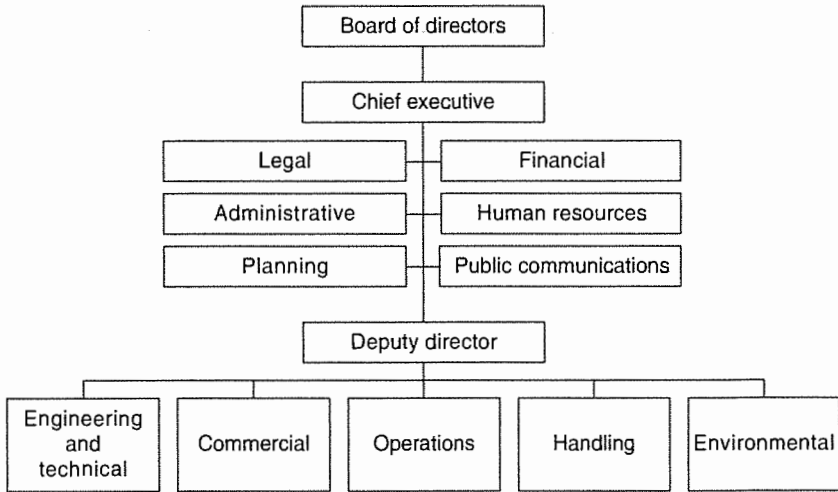 Board of directors
Chief executive
Legal
Financial
Administrative
Human resources
Planning
Public communications
Deputy director
Engineering
and
technical
Commercial
Operations
Handling
Environmental